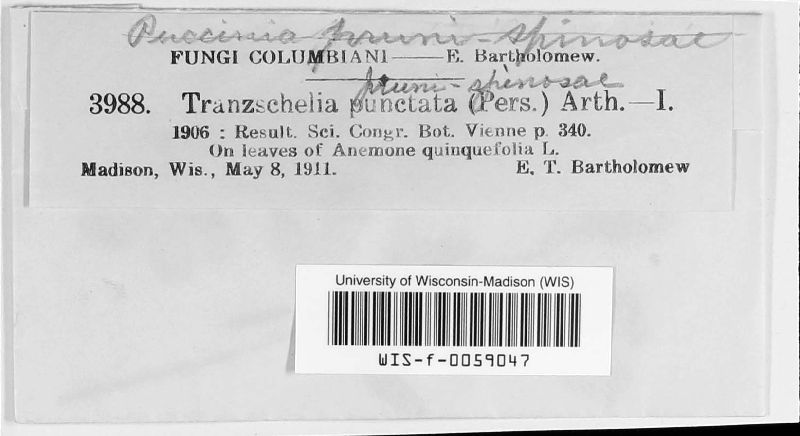 Puccinia pruni-spinosae
FUNGI COLUMBIANI——E. Bartholomew.
pruni-spinosae
3988. Tranzschelia punctata (Pers.) Arth.—I.
1906 : Result. Sci. Congr. Bot. Vienne p. 340.
On leaves of Anemone quinquefolia L.
Madison, Wis., May 8, 1911. E. T. Bartholomew
University of Wisconsin-Madison (WIS)
WIS-f-0059047